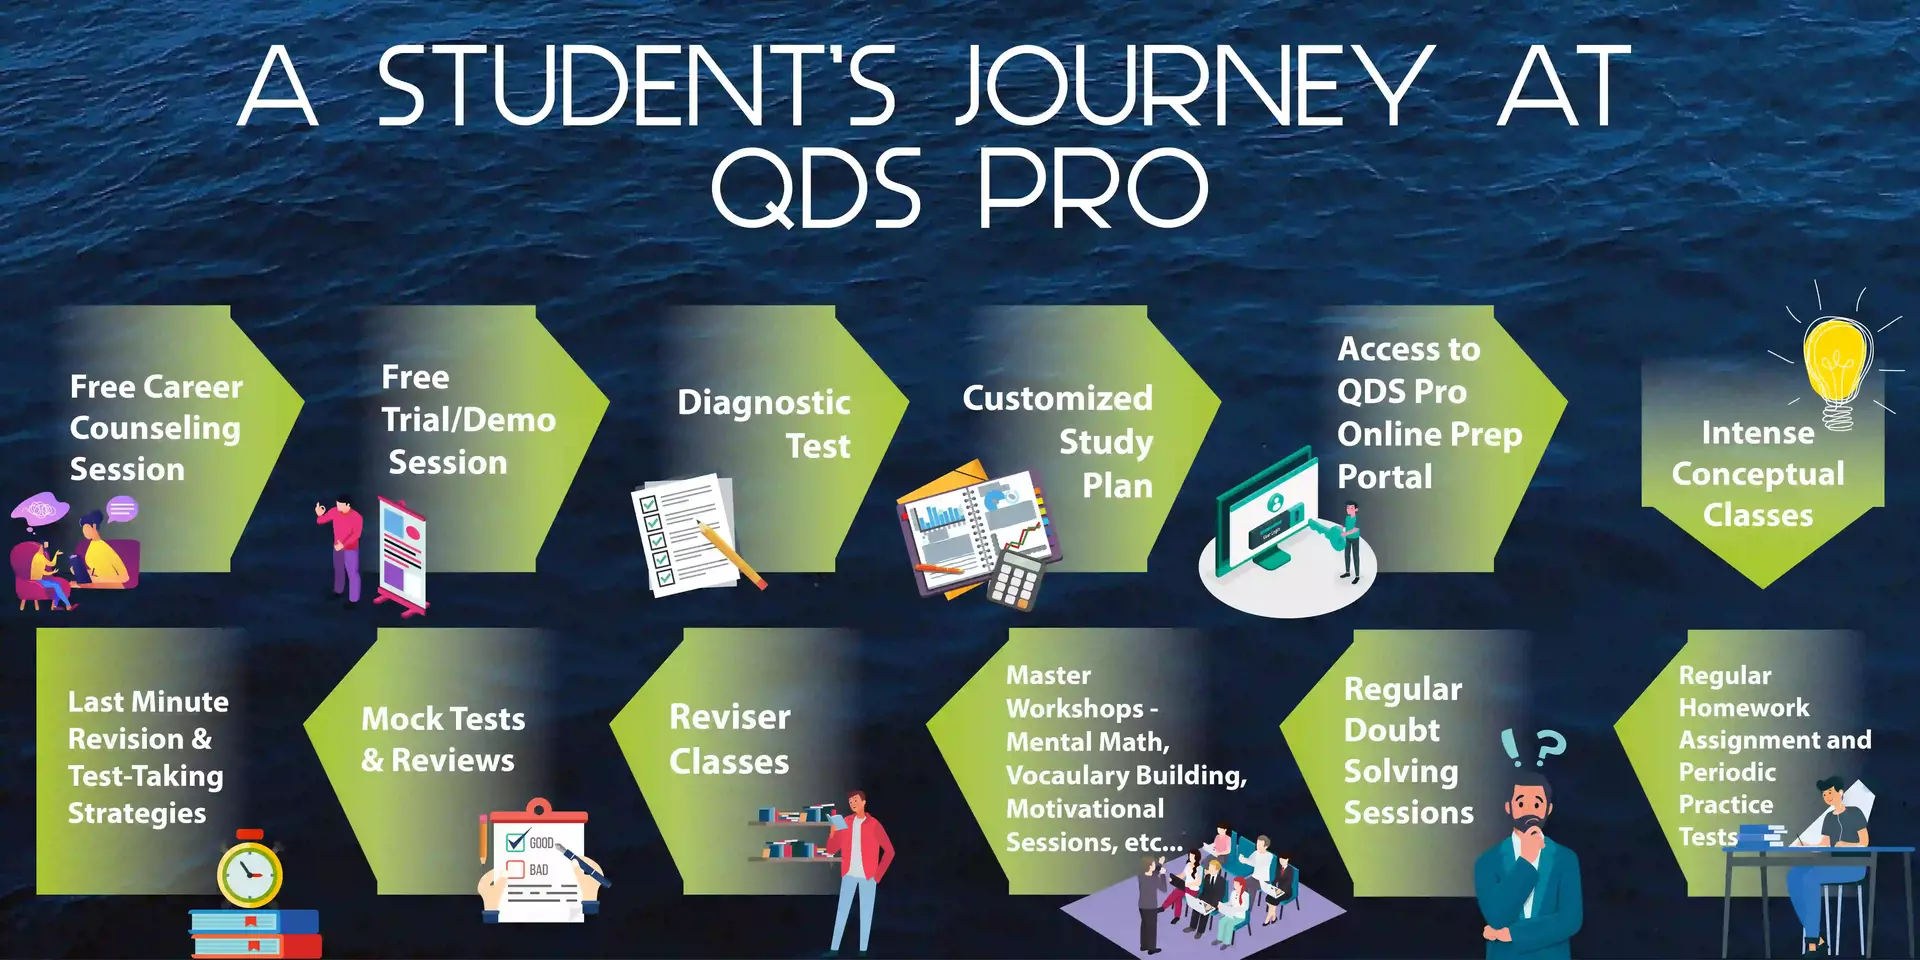 A STUDENT'S JOURNEY AT
QDS PRO
Free Career
Counseling
Session
Free
Trial/Demo
Session
Diagnostic
Test
Customized
Study
Plan
Access to
QDS Pro
Online Prep
Portal
Intense
Conceptual
Classes
Regular
Homework
Assignment and
Periodic
Practice
Tests
Regular
Doubt
Solving
Sessions
Master
Workshops -
Mental Math,
Vocaulary Building,
Motivational
Sessions, etc...
Reviser
Classes
Mock Tests
& Reviews
GOOD
BAD
Last Minute
Revision &
Test-Taking
Strategies